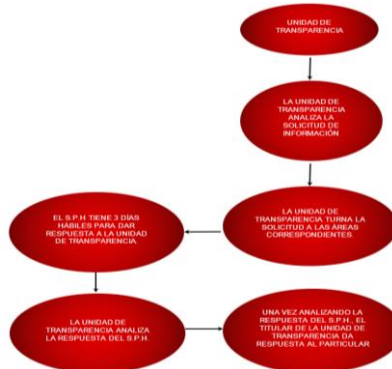 UNIDAD DE
TRANSPARENCIA
LA UNIDAD DE
TRANSPARENCIA
ANALIZA LA
SOLICITUD DE
INFORMACIÓN
LA UNIDAD DE
TRANSPARENCIA TURNA LA
SOLICITUD A LAS ÁREAS
CORRESPONDIENTES
EL S.P.H TIENE 3 DÍAS
HÁBILES PARA DAR
RESPUESTA A LA UNIDAD
DE TRANSPARENCIA.
LA UNIDAD DE
TRANSPARENCIA ANALIZA
LA RESPUESTA DEL S.P.H.
UNA VEZ ANALIZANDO LA
RESPUESTA DEL S.P.H., EL
TITULAR DE LA UNIDAD DE
TRANSPARENCIA DA
RESPUESTA AL PARTICULAR